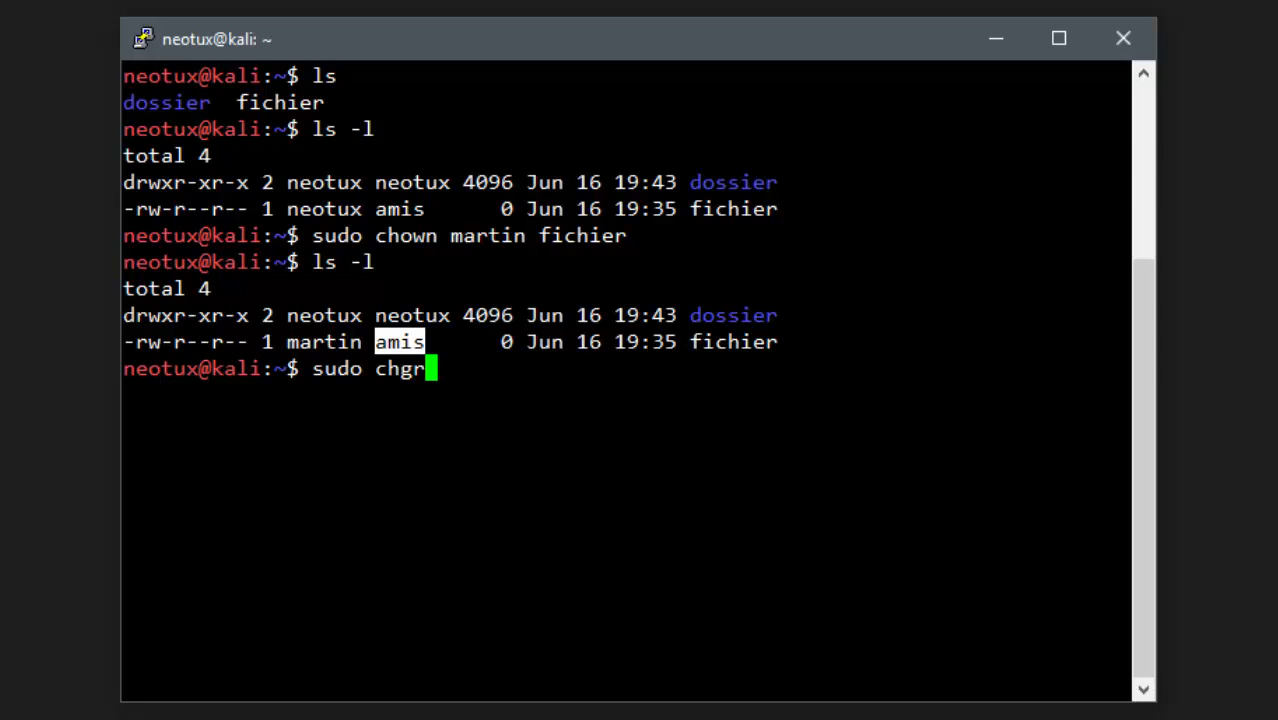 neotux@kali: ~
neotux@kali:~$ ls
dossier  fichier
neotux@kali:~$ ls -l
total 4
drwxr-xr-x 2 neotux neotux 4096 Jun 16 19:43 dossier
-rw-r--r-- 1 neotux amis      0 Jun 16 19:35 fichier
neotux@kali:~$ sudo chown martin fichier
neotux@kali:~$ ls -l
total 4
drwxr-xr-x 2 neotux neotux 4096 Jun 16 19:43 dossier
-rw-r--r-- 1 martin amis      0 Jun 16 19:35 fichier
neotux@kali:~$ sudo chgr